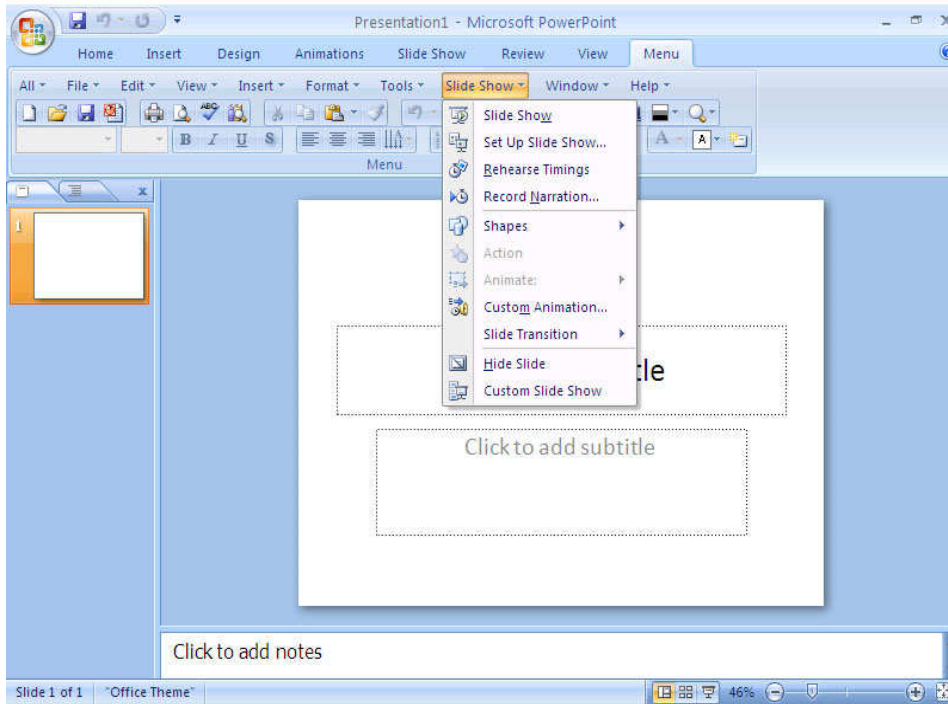 Presentation1 - Microsoft PowerPoint
Home Insert Design Animations Slide Show Review View Menu
All File Edit View Insert Format Tools Slide Show Window Help
ABC
B I U S A A
Menu
Slide Show
Set Up Slide Show...
Rehearse Timings
Record Narration...
Shapes
Action
Animate:
Custom Animation...
Slide Transition
Hide Slide
Custom Slide Show
1
Click to add subtitle
Click to add notes
Slide 1 of 1 "Office Theme" 46%